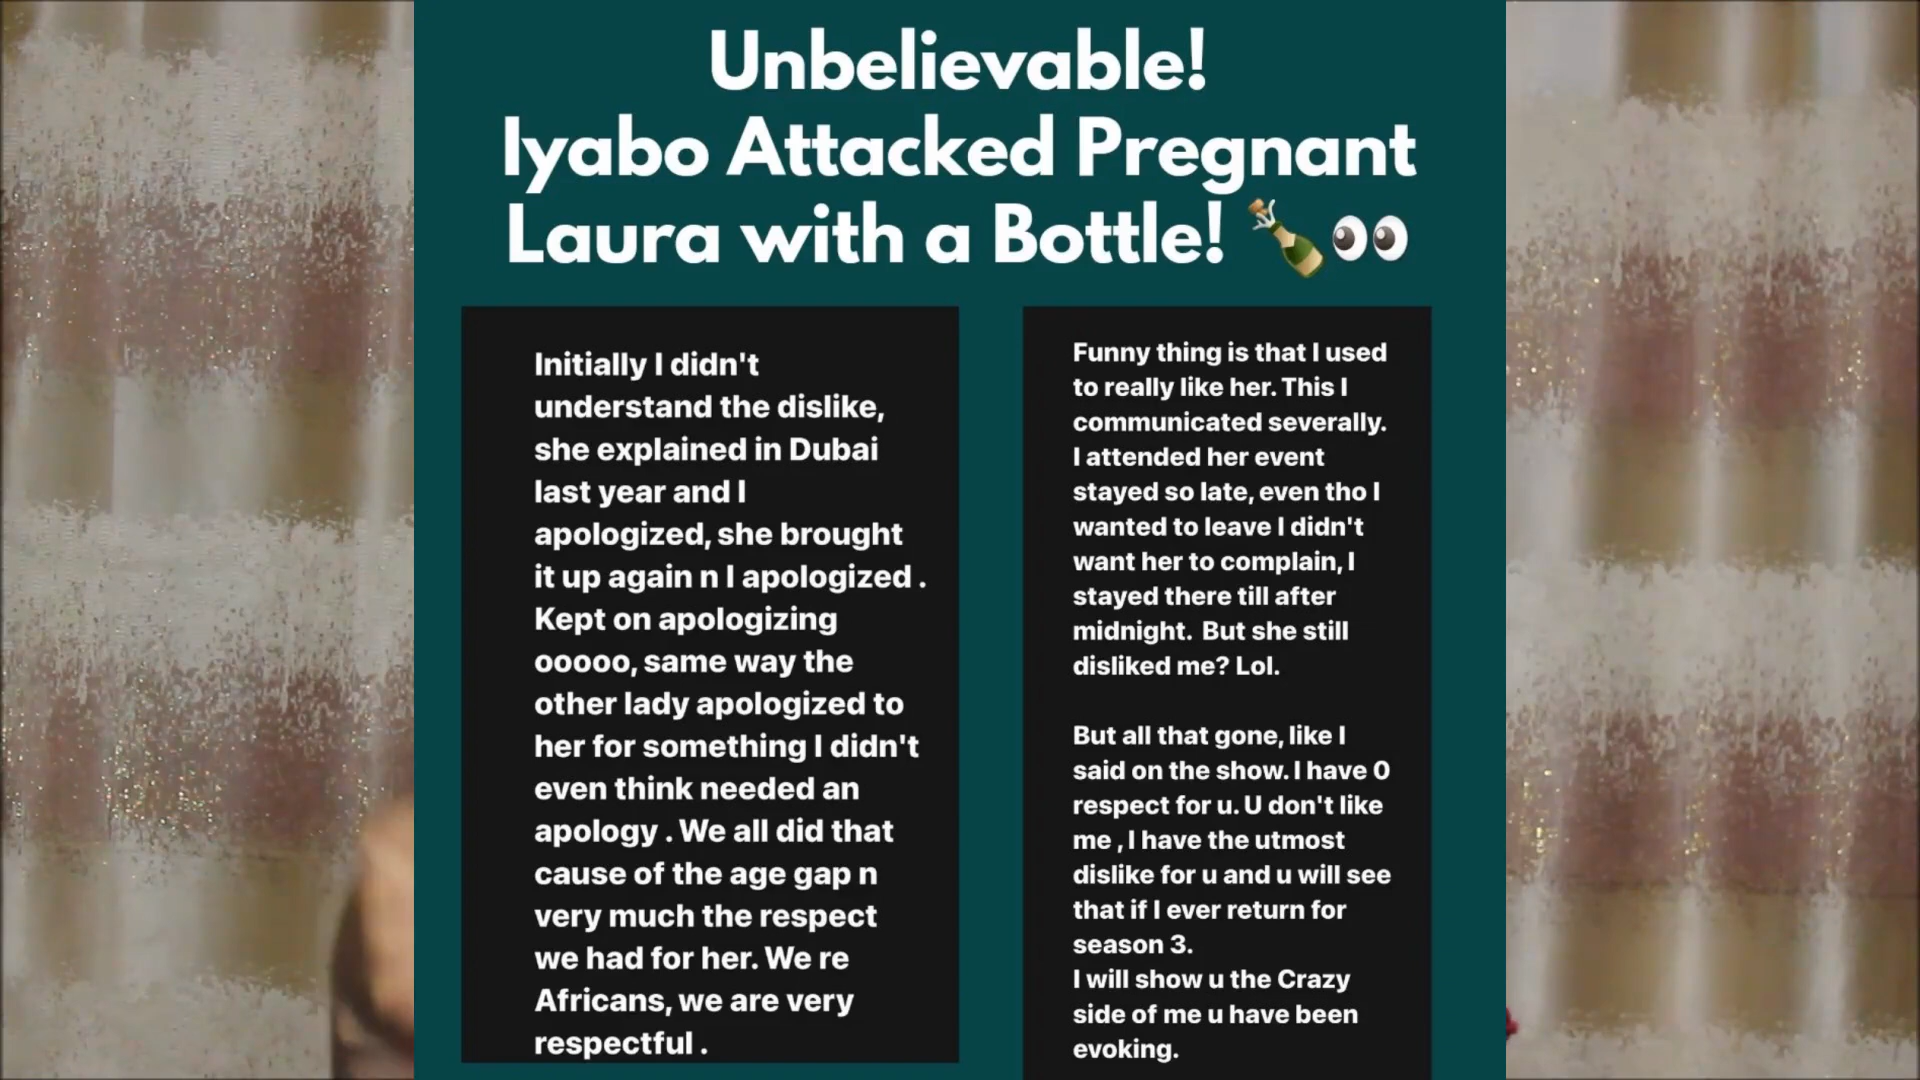 Unbelievable!
Iyabo Attacked Pregnant
Laura with a Bottle! 🍾👀
Initially I didn't
understand the dislike,
she explained in Dubai
last year and I
apologized, she brought
it up again n I apologized .
Kept on apologizing
ooooo, same way the
other lady apologized to
her for something I didn't
even think needed an
apology . We all did that
cause of the age gap n
very much the respect
we had for her. We re
Africans, we are very
respectful .
Funny thing is that I used
to really like her. This I
communicated severally.
I attended her event
stayed so late, even tho I
wanted to leave I didn't
want her to complain, I
stayed there till after
midnight.  But she still
disliked me? Lol.
But all that gone, like I
said on the show. I have 0
respect for u. U don't like
me , I have the utmost
dislike for u and u will see
that if I ever return for
season 3.
I will show u the Crazy
side of me u have been
evoking.